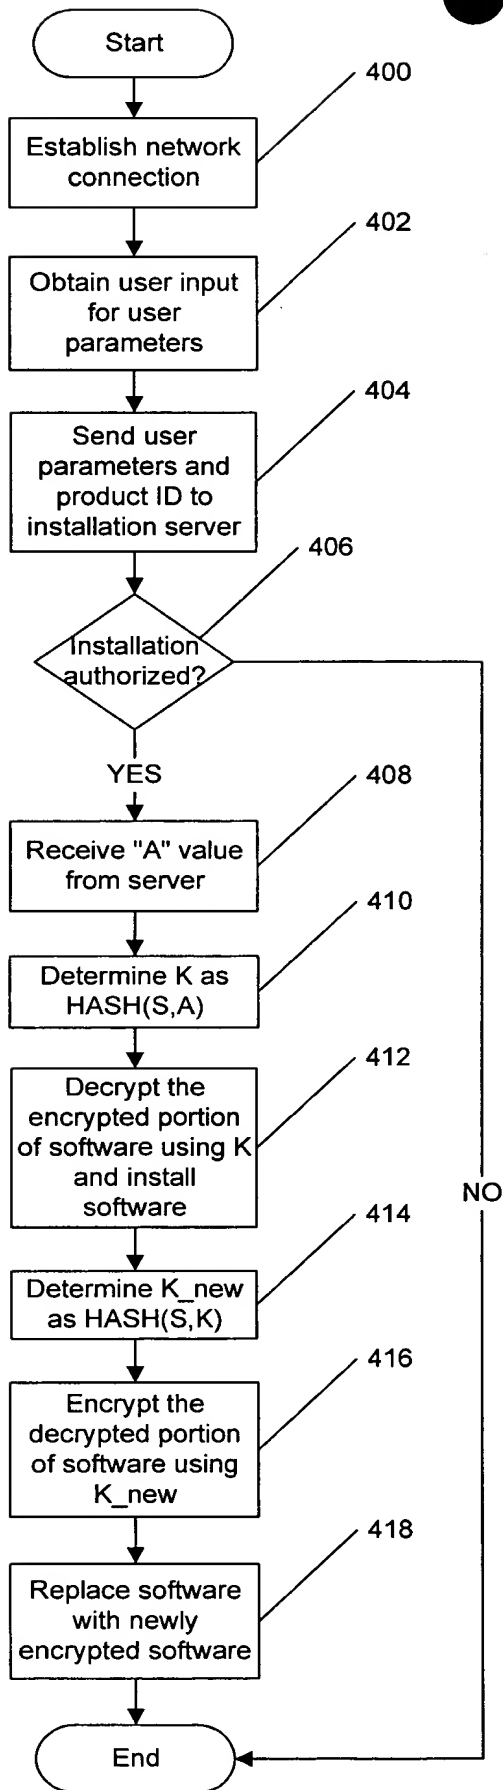 Start
400
Establish network
connection
402
Obtain user input
for user
parameters
404
Send user
parameters and
product ID to
installation server
406
Installation
authorized?
YES
408
Receive "A" value
from server
410
Determine K as
HASH(S,A)
412
Decrypt the
encrypted portion
of software using K
and install
software
NO
414
Determine K_new
as HASH(S,K)
416
Encrypt the
decrypted portion
of software using
K_new
418
Replace software
with newly
encrypted software
End